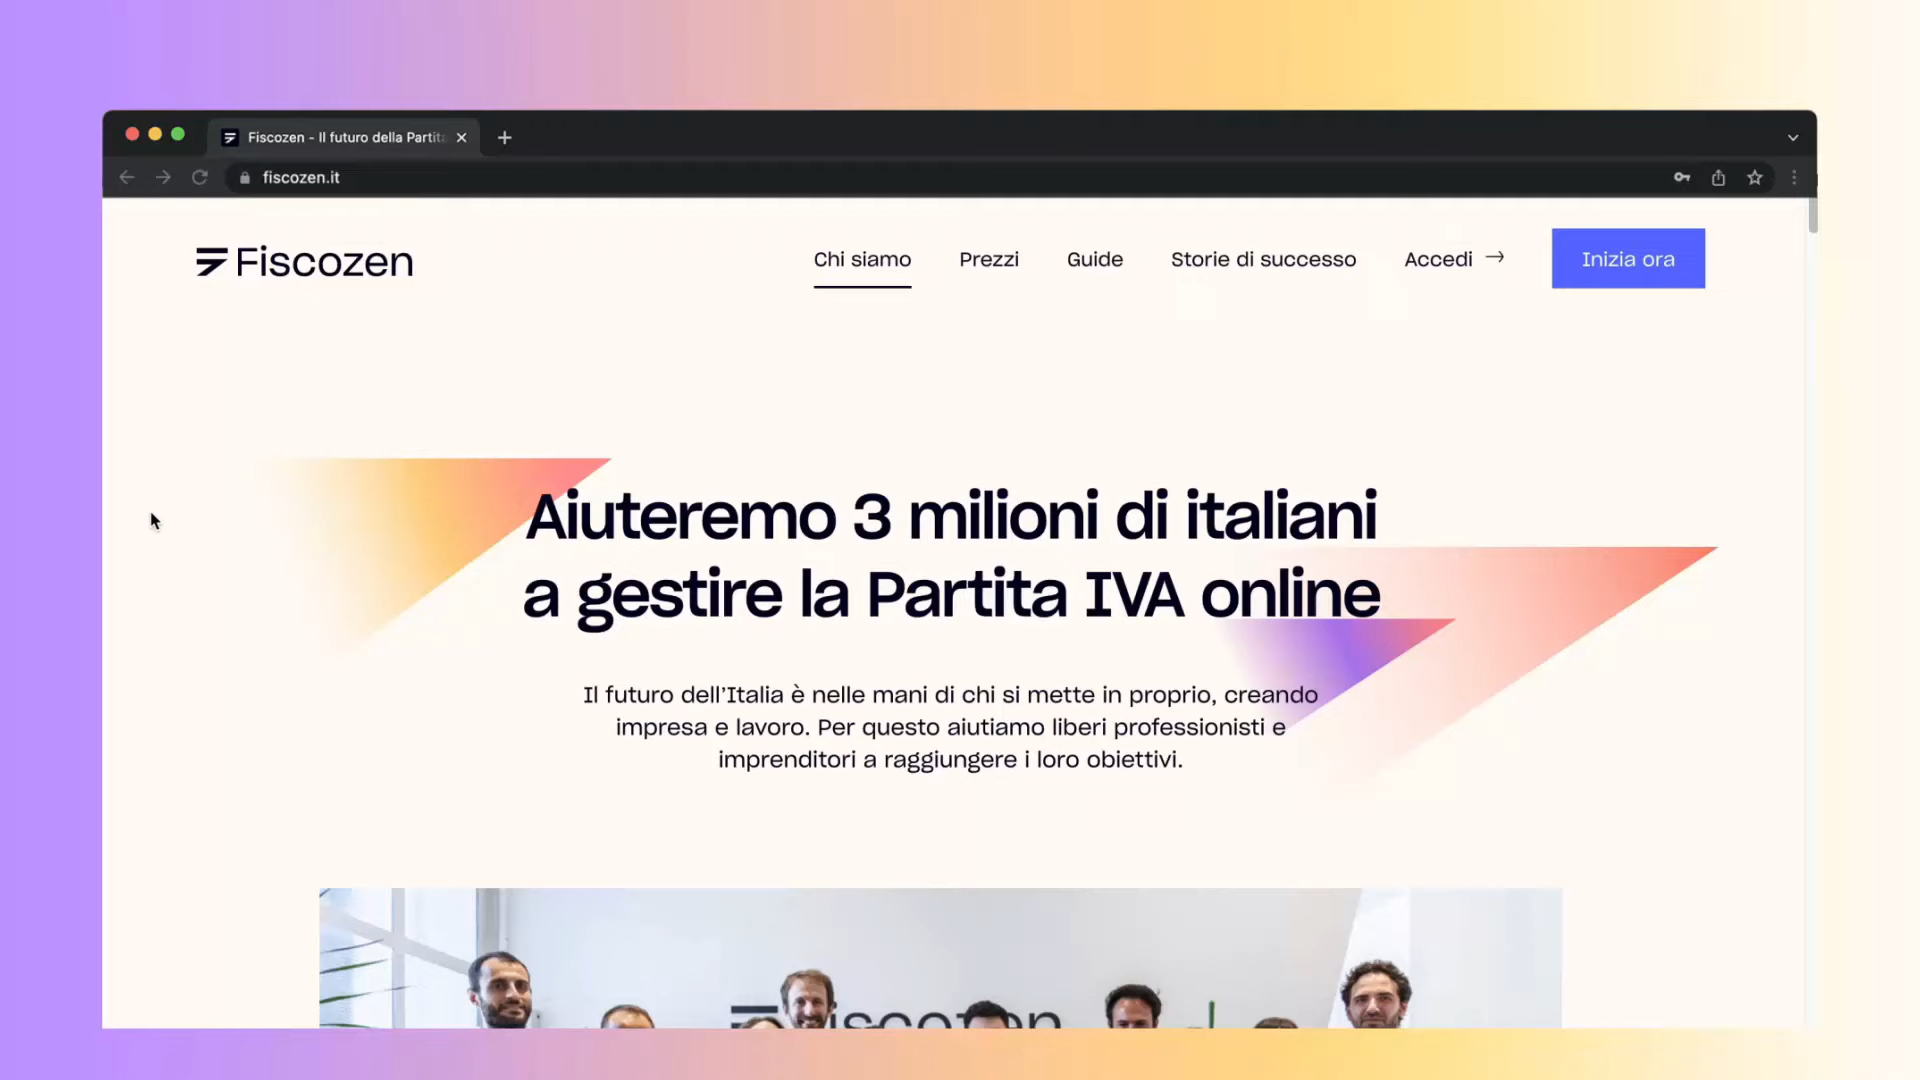 Fiscozen - Il futuro della Partit
fiscozen.it
Fiscozen
Chi siamo
Prezzi
Guide
Storie di successo
Accedi →
Inizia ora
Aiuteremo 3 milioni di italiani
a gestire la Partita IVA online
Il futuro dell’Italia è nelle mani di chi si mette in proprio, creando
impresa e lavoro. Per questo aiutiamo liberi professionisti e
imprenditori a raggiungere i loro obiettivi.
iscozen